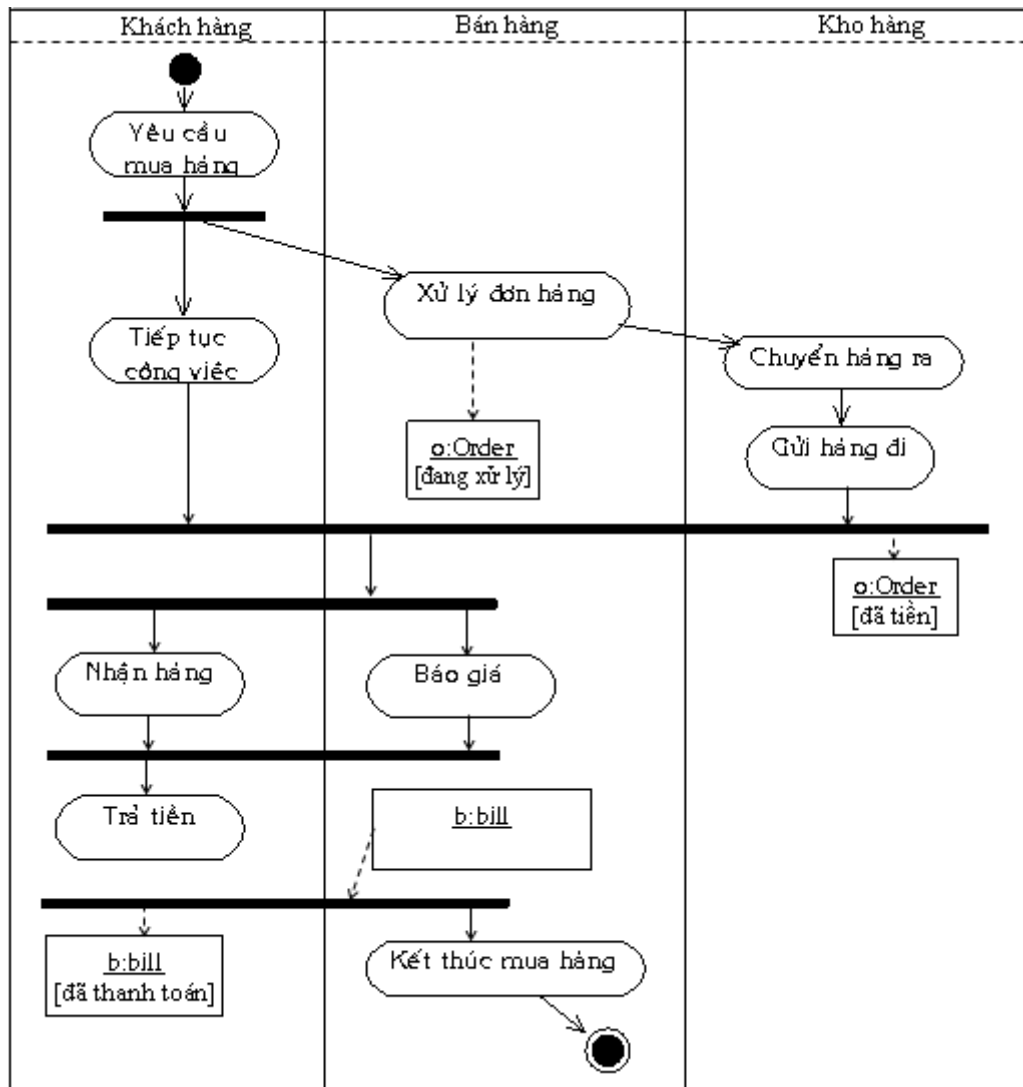 Khách hàng
Bán hàng
Kho hàng
Yêu cầu
mua hàng
Xử lý đơn hàng
Tiếp tục
công việc
Chuyển hàng ra
Gửi hàng đi
o:Order
[đang xử lý]
o:Order
[đã tiền]
Nhận hàng
Báo giá
Trả tiền
b:bill
b:bill
[đã thanh toán]
Kết thúc mua hàng